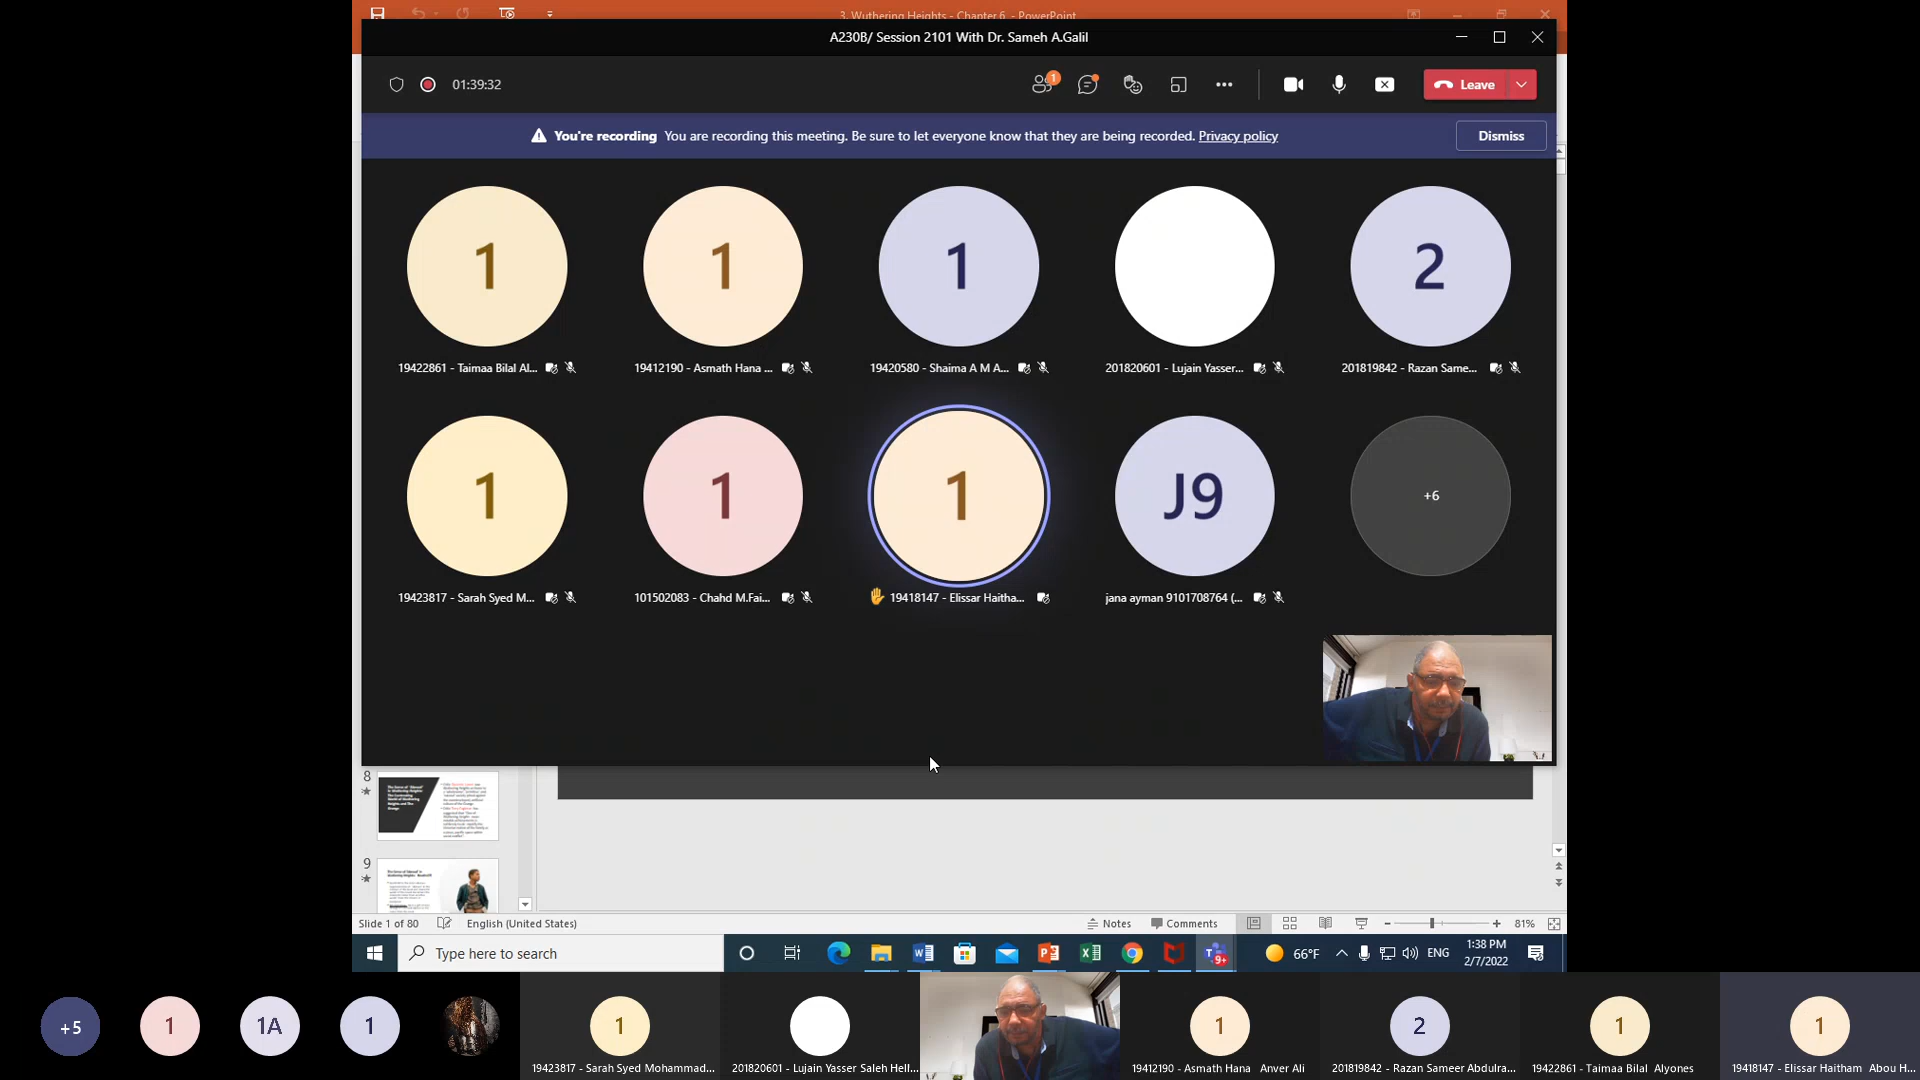 3. Wuthering Heights - Chapter 6 - PowerPoint
A230B/ Session 2101 With Dr. Sameh A.Galil
01:39:32
1
Leave
You're recording You are recording this meeting. Be sure to let everyone know that they are being recorded. Privacy policy
Dismiss
1
1
1
2
19422861 - Taimaa Bilal Al...
19412190 - Asmath Hana ...
19420580 - Shaima A M A...
201820601 - Lujain Yasser...
201819842 - Razan Same...
1
1
1
J9
+6
19423817 - Sarah Syed M...
101502083 - Chahd M.Fai...
19418147 - Elissar Haitha...
jana ayman 9101708764 (...
8
9
Slide 1 of 80
English (United States)
Notes
Comments
81%
Type here to search
9+
66°F
ENG
1:38 PM
2/7/2022
+5
1
1A
1
1
1
2
1
1
19423817 - Sarah Syed Mohammad...
201820601 - Lujain Yasser Saleh Hell...
19412190 - Asmath Hana Anver Ali
201819842 - Razan Sameer Abdulra...
19422861 - Taimaa Bilal Alyones
19418147 - Elissar Haitham Abou H...